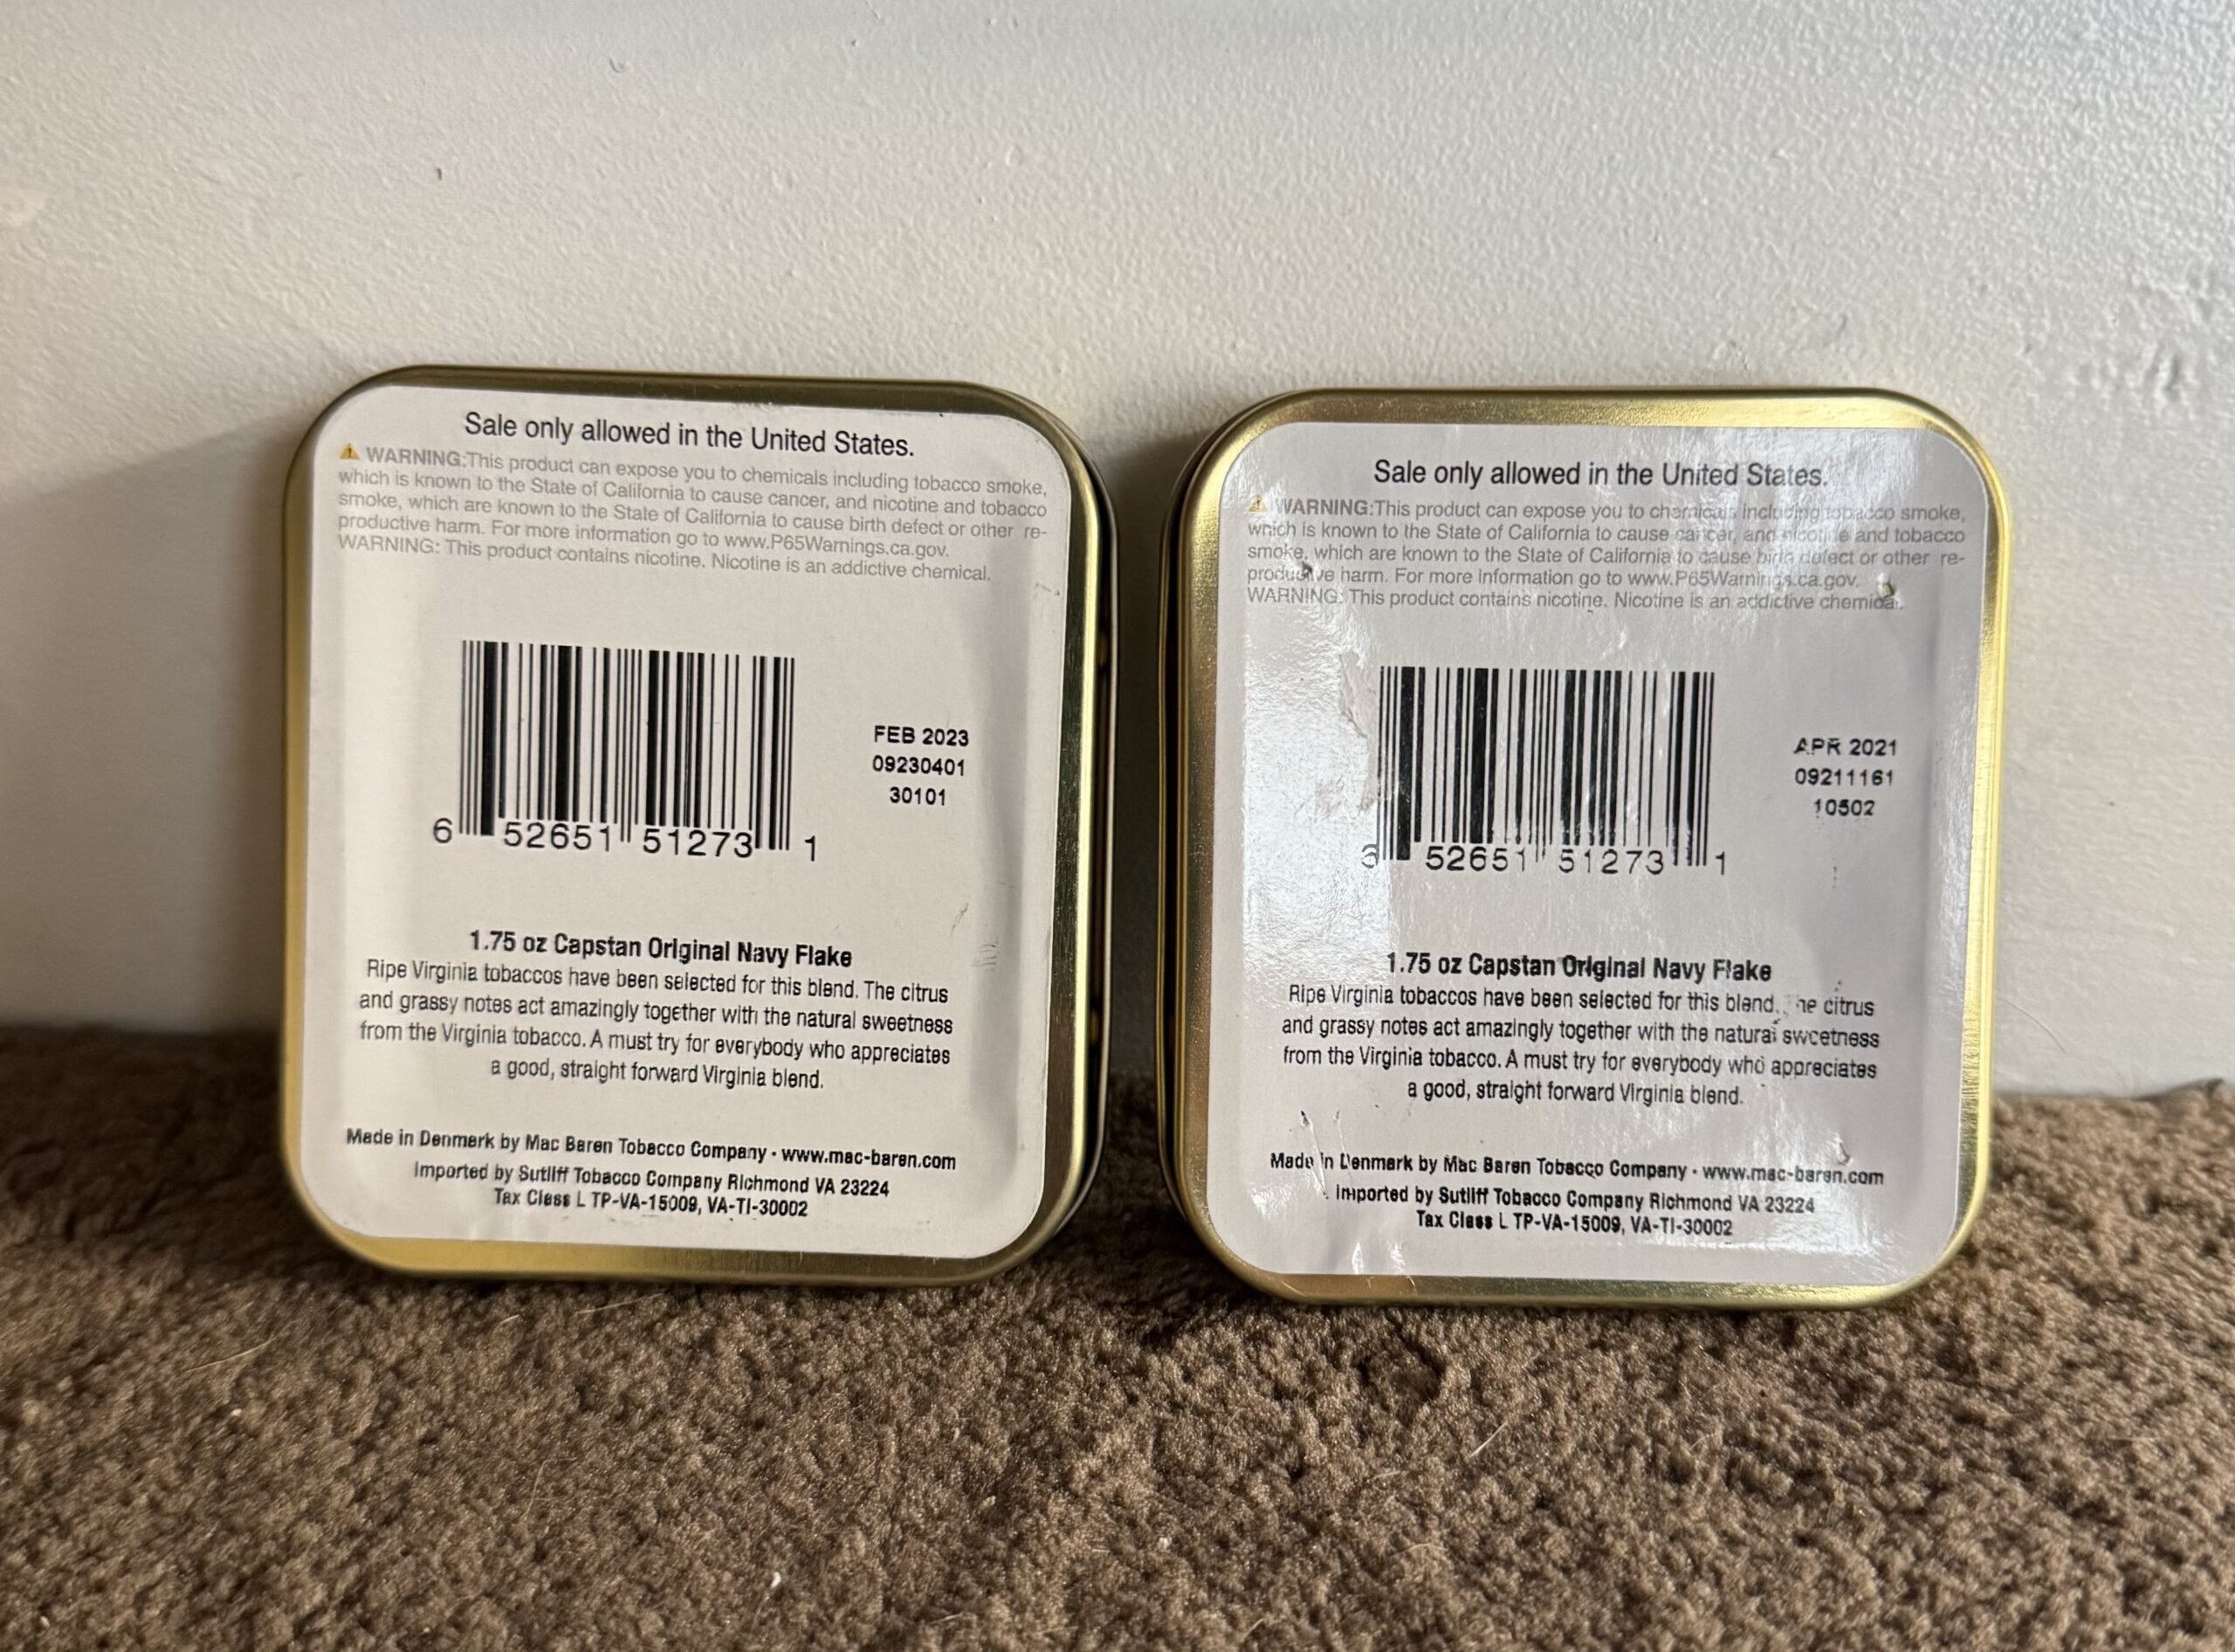 Sale only allowed in the United States.
WARNING:This product can expose you to chemicals including tobacco smoke,
which is known to the State of California to cause cancer, and nicotine and tobacco
smoke, which are known to the State of California to cause birth defect or other re-
productive harm. For more information go to www.P65Warnings.ca.gov.
WARNING: This product contains nicotine. Nicotine is an addictive chemical.
FEB 2023
09230401
30101
6 52651 51273 1
1.75 oz Capstan Original Navy Flake
Ripe Virginia tobaccos have been selected for this blend. The citrus
and grassy notes act amazingly together with the natural sweetness
from the Virginia tobacco. A must try for everybody who appreciates
a good, straight forward Virginia blend.
Made in Denmark by Mac Baren Tobacco Company · www.mac-baren.com
Imported by Sutliff Tobacco Company Richmond VA 23224
Tax Class L TP-VA-15009, VA-TI-30002
Sale only allowed in the United States.
WARNING:This product can expose you to chemicals including tobacco smoke,
which is known to the State of California to cause cancer, and nicotine and tobacco
smoke, which are known to the State of California to cause birth defect or other re-
productive harm. For more information go to www.P65Warnings.ca.gov.
WARNING: This product contains nicotine. Nicotine is an addictive chemical.
APR 2021
09211161
10502
6 52651 51273 1
1.75 oz Capstan Original Navy Flake
Ripe Virginia tobaccos have been selected for this blend. The citrus
and grassy notes act amazingly together with the natural sweetness
from the Virginia tobacco. A must try for everybody who appreciates
a good, straight forward Virginia blend.
Made in Denmark by Mac Baren Tobacco Company · www.mac-baren.com
Imported by Sutliff Tobacco Company Richmond VA 23224
Tax Class L TP-VA-15009, VA-TI-30002